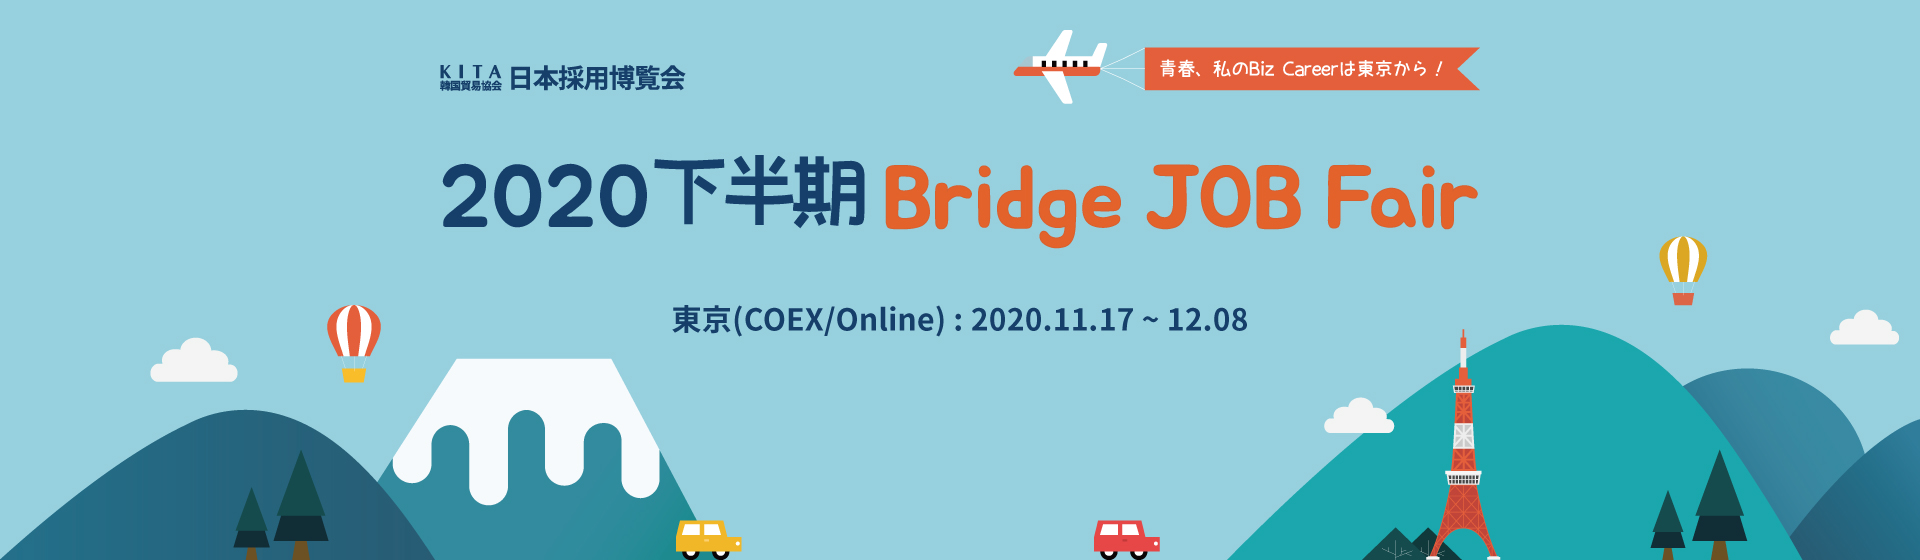 KITA
韓国貿易協会
日本採用博覧会
青春、私のBiz Careerは東京から！
2020下半期 Bridge JOB Fair
東京(COEX/Online) : 2020.11.17 ~ 12.08